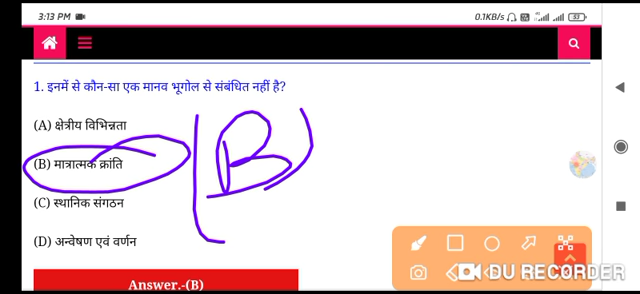 3:13 PM
0.1KB/s
53
1. इनमें से कौन-सा एक मानव भूगोल से संबंधित नहीं है?
(A) क्षेत्रीय विभिन्नता
(B) मात्रात्मक क्रांति
(B)
(C) स्थानिक संगठन
(D) अन्वेषण एवं वर्णन
Answer.-(B)
DU RECORDER